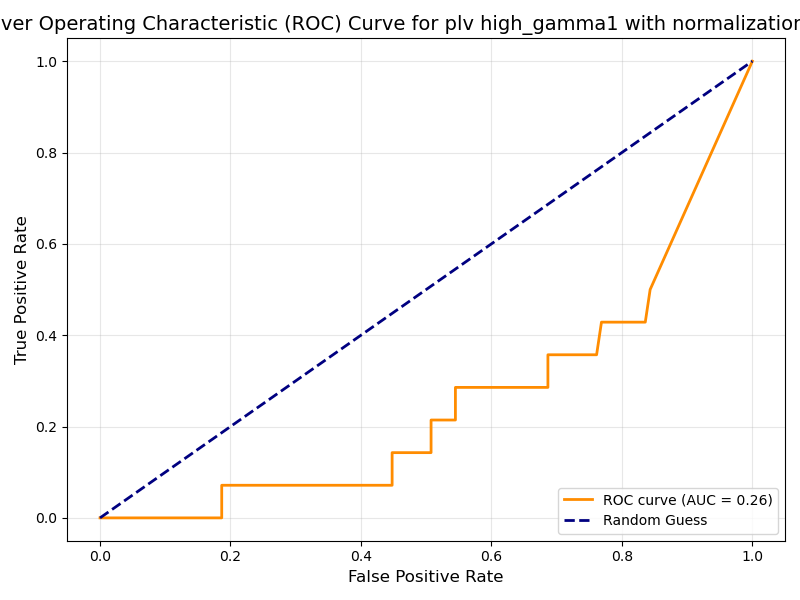 ver Operating Characteristic (ROC) Curve for plv high_gamma1 with normalization
True Positive Rate
1.0
0.8
0.6
0.4
0.2
0.0
ROC curve (AUC = 0.26)
Random Guess
0.0 0.2 0.4 0.6 0.8 1.0
False Positive Rate